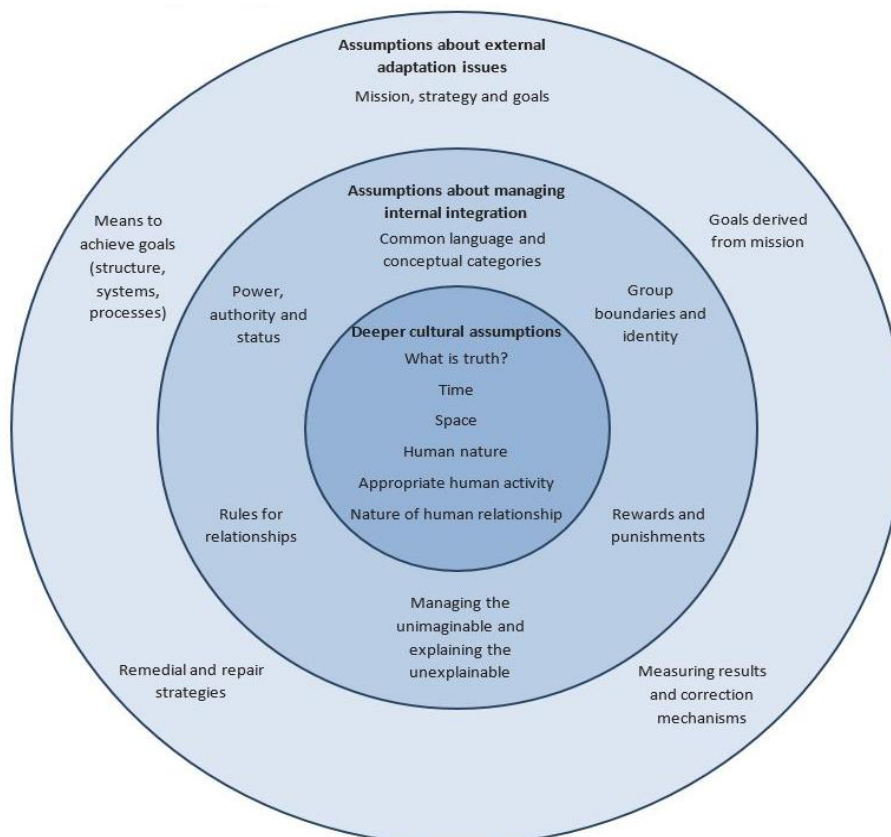 Assumptions about external
adaptation issues
Mission, strategy and goals
Means to
achieve goals
(structure,
systems,
processes)
Goals derived
from mission
Assumptions about managing
internal integration
Common language and
conceptual categories
Power,
authority and
status
Group
boundaries and
identity
Deeper cultural assumptions
What is truth?
Time
Space
Human nature
Appropriate human activity
Nature of human relationship
Rules for
relationships
Rewards and
punishments
Managing the
unimaginable and
explaining the
unexplainable
Remedial and repair
strategies
Measuring results
and correction
mechanisms